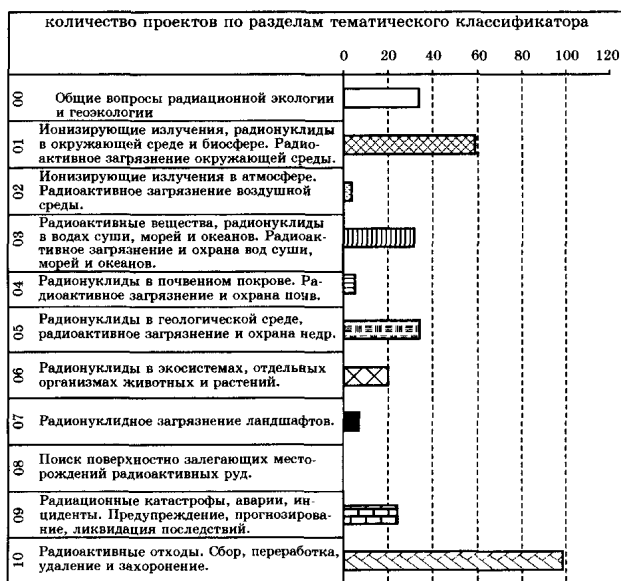 количество проектов по разделам тематического классификатора
0 20 40 60 80 100 120
00 Общие вопросы радиационной экологии
и геоэкологии
01 Ионизирующие излучения, радионуклиды
в окружающей среде и биосфере. Радио-
активное загрязнение окружающей среды.
02 Ионизирующие излучения в атмосфере.
Радиоактивное загрязнение воздушной
среды.
03 Радиоактивные вещества, радионуклиды
в водах суши, морей и океанов. Радиоак-
тивное загрязнение и охрана вод суши,
морей и океанов.
04 Радионуклиды в почвенном покрове. Ра-
диоактивное загрязнение и охрана почв.
05 Радионуклиды в геологической среде,
радиоактивное загрязнение и охрана недр.
06 Радионуклиды в экосистемах, отдельных
организмах животных и растений.
07 Радионуклидное загрязнение ландшафтов.
08 Поиск поверхностно залегающих место-
рождений радиоактивных руд.
09 Радиационные катастрофы, аварии, ин-
циденты. Предупреждение, прогнозирова-
ние, ликвидация последствий.
10 Радиоактивные отходы. Сбор, переработка,
удаление и захоронение.